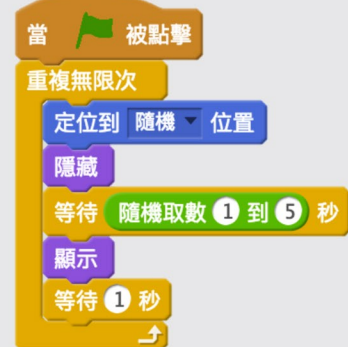 當 被點擊
重複無限次
定位到 隨機 位置
隱藏
等待 隨機取數 1 到 5 秒
顯示
等待 1 秒